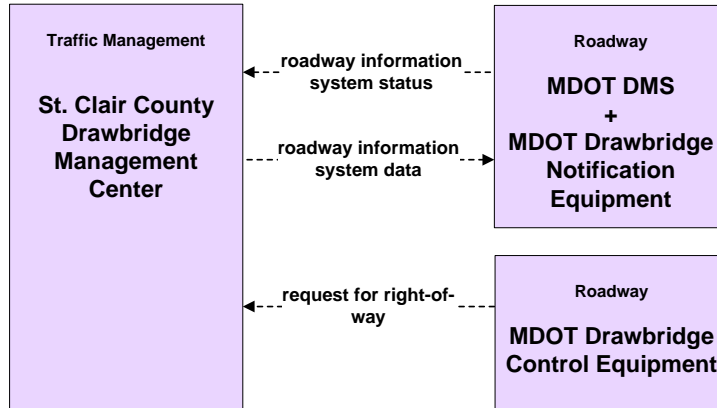 Traffic Management
St. Clair County
Drawbridge
Management
Center
roadway information
system status
roadway information
system data
request for right-of-
way
Roadway
MDOT DMS
+
MDOT Drawbridge
Notification
Equipment
Roadway
MDOT Drawbridge
Control Equipment